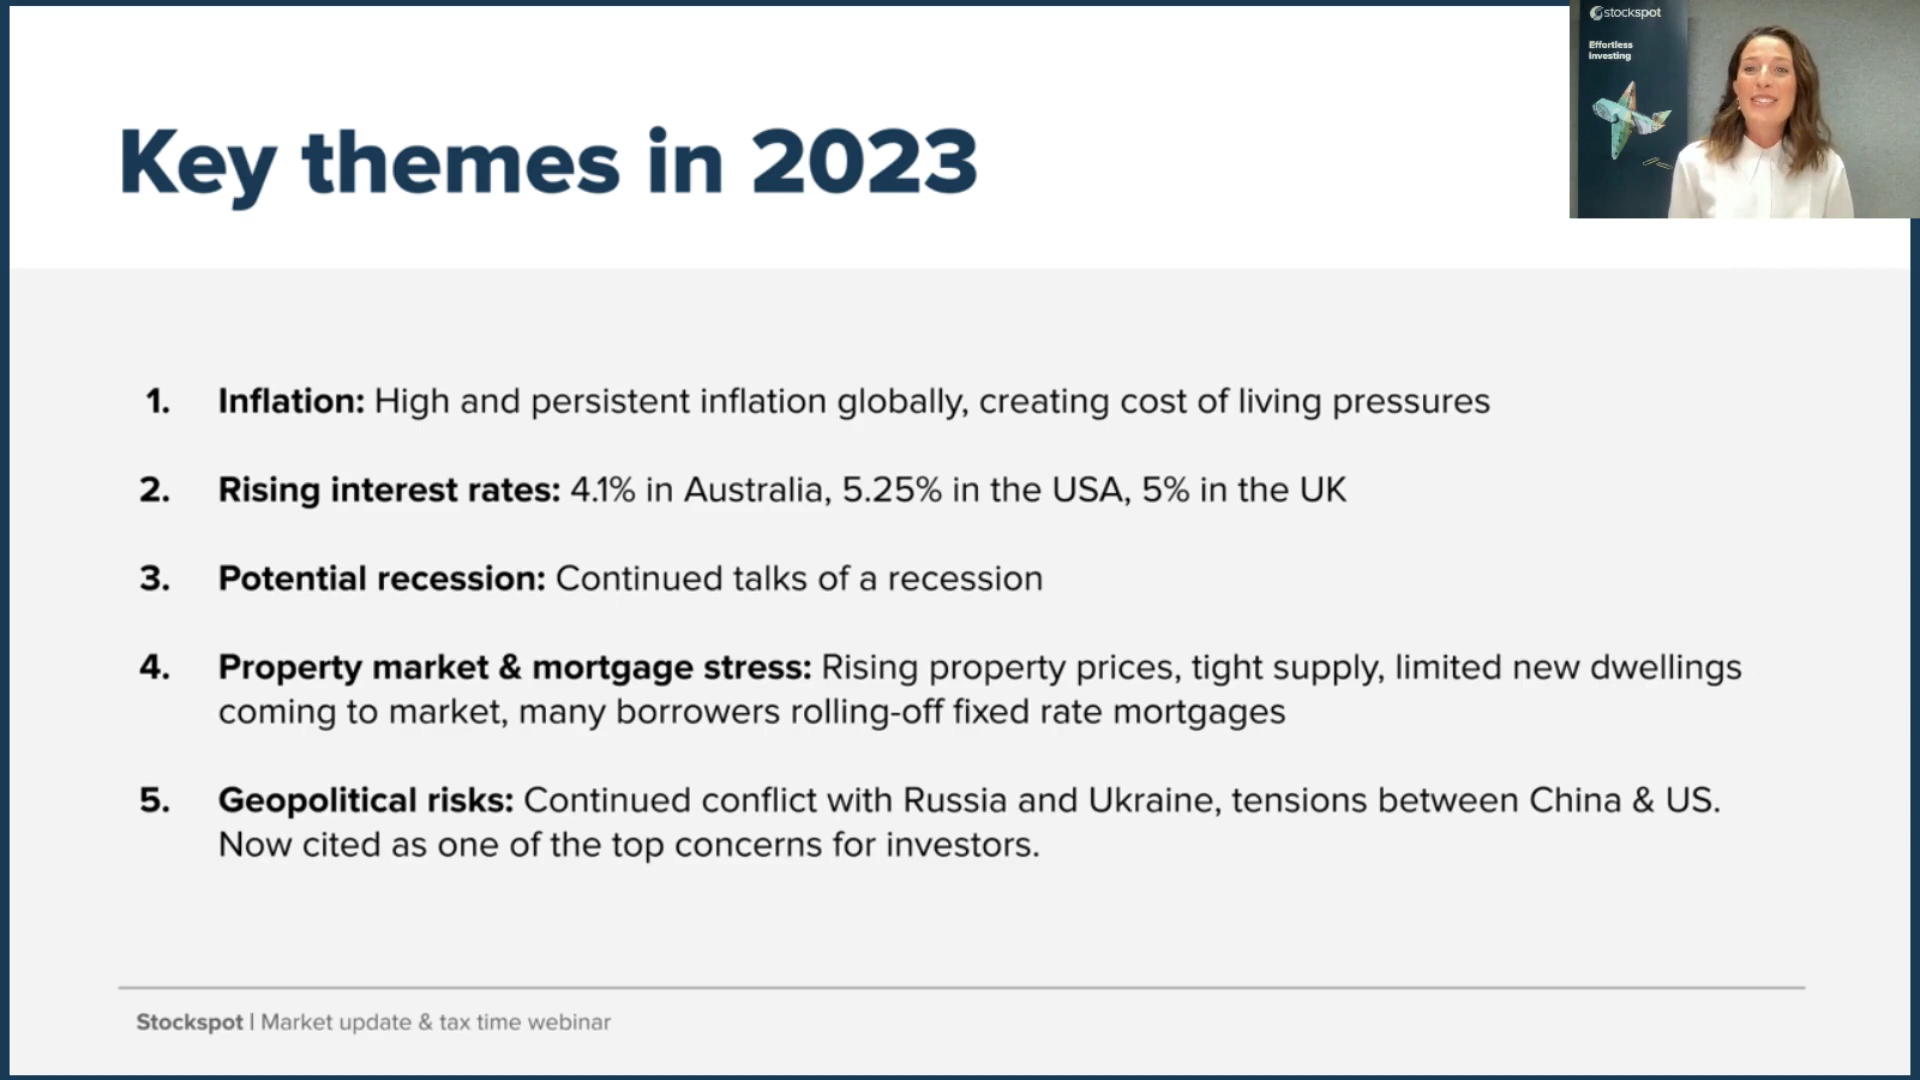 stockspot
Effortless
Investing
Key themes in 2023
1. Inflation: High and persistent inflation globally, creating cost of living pressures
2. Rising interest rates: 4.1% in Australia, 5.25% in the USA, 5% in the UK
3. Potential recession: Continued talks of a recession
4. Property market & mortgage stress: Rising property prices, tight supply, limited new dwellings
coming to market, many borrowers rolling-off fixed rate mortgages
5. Geopolitical risks: Continued conflict with Russia and Ukraine, tensions between China & US.
Now cited as one of the top concerns for investors.
Stockspot | Market update & tax time webinar